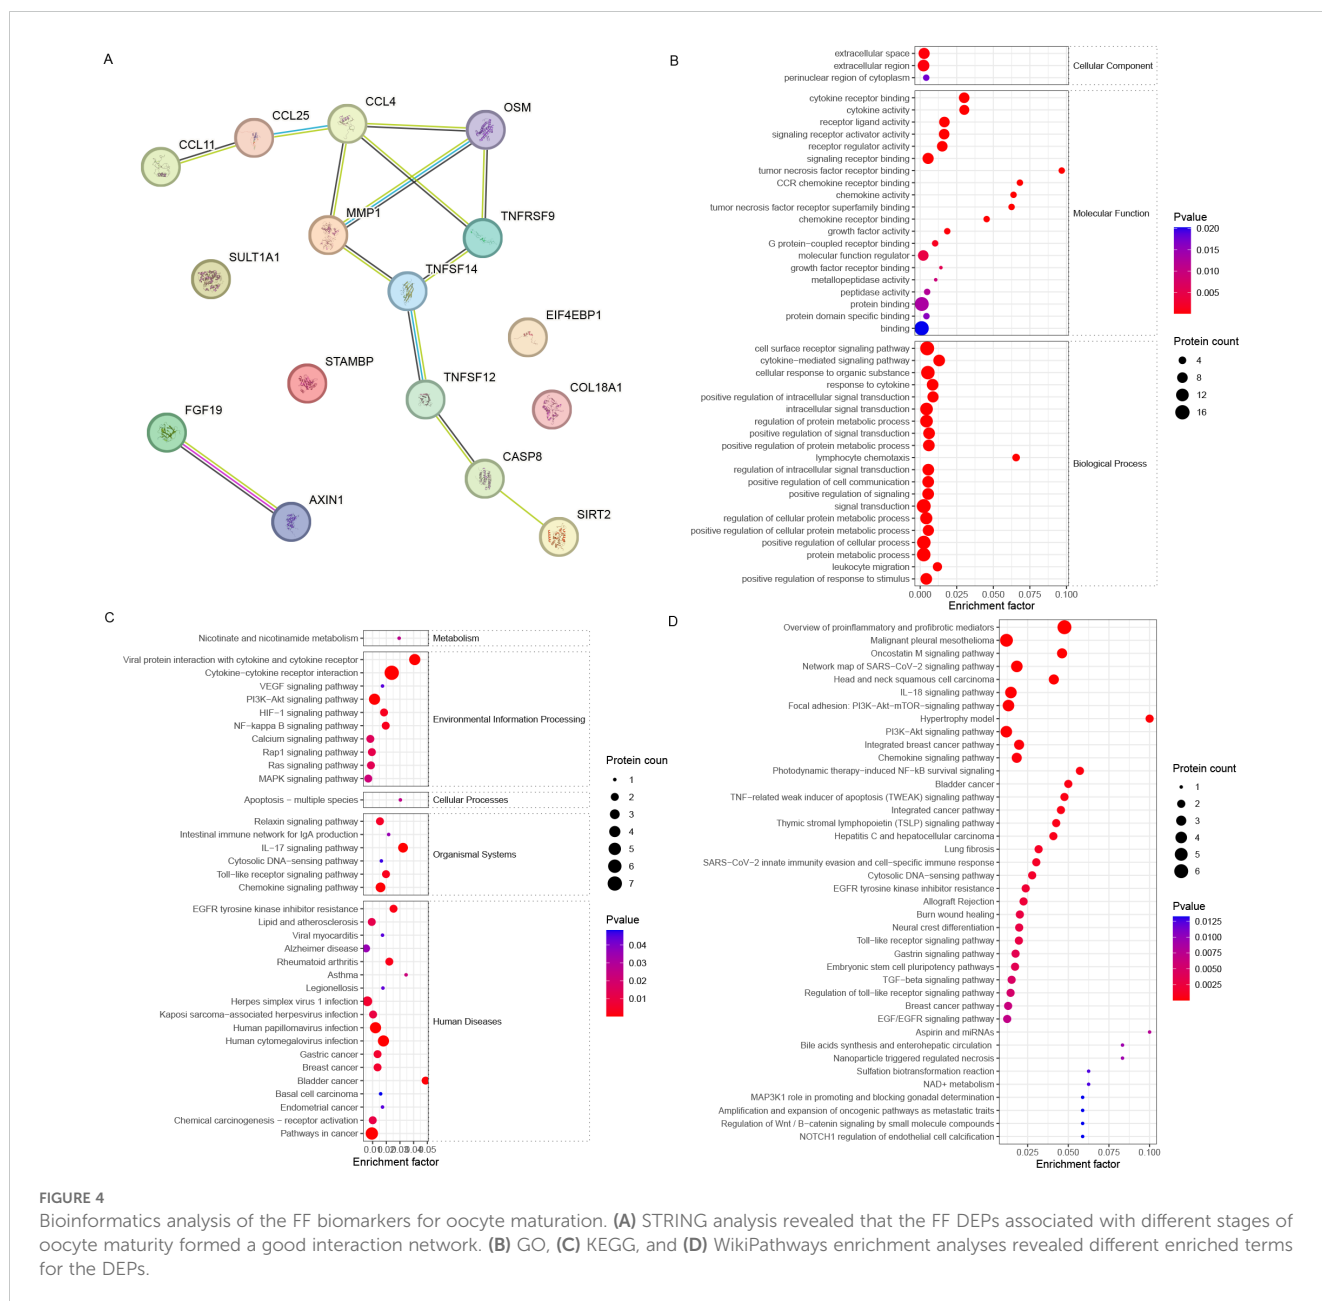 A
CCL4
OSM
CCL25
CCL11
MMP1
TNFRSF9
SULT1A1
TNFSF14
EIF4EBP1
STAMBP
TNFSF12
COL18A1
FGF19
CASP8
AXIN1
SIRT2
B
extracellular space
extracellular region
perinuclear region of cytoplasm
Cellular Component
cytokine receptor binding
cytokine activity
receptor ligand activity
signaling receptor activator activity
receptor regulator activity
signaling receptor binding
tumor necrosis factor receptor binding
CCR chemokine receptor binding
chemokine activity
tumor necrosis factor receptor superfamily binding
chemokine receptor binding
growth factor activity
G protein-coupled receptor binding
molecular function regulator
growth factor receptor binding
metallopeptidase activity
peptidase activity
protein binding
protein domain specific binding
binding
Molecular Function
cell surface receptor signaling pathway
cytokine-mediated signaling pathway
cellular response to organic substance
response to cytokine
positive regulation of intracellular signal transduction
intracellular signal transduction
regulation of protein metabolic process
positive regulation of signal transduction
positive regulation of protein metabolic process
lymphocyte chemotaxis
regulation of intracellular signal transduction
positive regulation of cell communication
positive regulation of signaling
signal transduction
regulation of cellular protein metabolic process
positive regulation of cellular protein metabolic process
positive regulation of cellular process
protein metabolic process
leukocyte migration
positive regulation of response to stimulus
Biological Process
0.000 0.025 0.050 0.075 0.100
Enrichment factor
Pvalue
0.020
0.015
0.010
0.005
Protein count
4
8
12
16
C
Nicotinate and nicotinamide metabolism
Metabolism
Viral protein interaction with cytokine and cytokine receptor
Cytokine−cytokine receptor interaction
VEGF signaling pathway
PI3K−Akt signaling pathway
HIF−1 signaling pathway
NF−kappa B signaling pathway
Calcium signaling pathway
Rap1 signaling pathway
Ras signaling pathway
MAPK signaling pathway
Environmental Information Processing
Apoptosis − multiple species
Cellular Processes
Relaxin signaling pathway
Intestinal immune network for IgA production
IL−17 signaling pathway
Cytosolic DNA−sensing pathway
Toll−like receptor signaling pathway
Chemokine signaling pathway
Organismal Systems
EGFR tyrosine kinase inhibitor resistance
Lipid and atherosclerosis
Viral myocarditis
Alzheimer disease
Rheumatoid arthritis
Asthma
Legionellosis
Herpes simplex virus 1 infection
Kaposi sarcoma−associated herpesvirus infection
Human papillomavirus infection
Human cytomegalovirus infection
Gastric cancer
Breast cancer
Bladder cancer
Basal cell carcinoma
Endometrial cancer
Chemical carcinogenesis − receptor activation
Pathways in cancer
Human Diseases
0.01 0.02 0.03 0.04 0.05
Enrichment factor
Protein coun
1
2
3
4
5
6
7
Pvalue
0.04
0.03
0.02
0.01
D
Overview of proinflammatory and profibrotic mediators
Malignant pleural mesothelioma
Oncostatin M signaling pathway
Network map of SARS−CoV−2 signaling pathway
Head and neck squamous cell carcinoma
IL−18 signaling pathway
Focal adhesion: PI3K−Akt−mTOR−signaling pathway
Hypertrophy model
PI3K−Akt signaling pathway
Integrated breast cancer pathway
Chemokine signaling pathway
Photodynamic therapy−induced NF−kB survival signaling
Bladder cancer
TNF−related weak inducer of apoptosis (TWEAK) signaling pathway
Integrated cancer pathway
Thymic stromal lymphopoietin (TSLP) signaling pathway
Hepatitis C and hepatocellular carcinoma
Lung fibrosis
SARS−CoV−2 innate immunity evasion and cell−specific immune response
Cytosolic DNA−sensing pathway
EGFR tyrosine kinase inhibitor resistance
Allograft Rejection
Burn wound healing
Neural crest differentiation
Toll−like receptor signaling pathway
Gastrin signaling pathway
Embryonic stem cell pluripotency pathways
TGF−beta signaling pathway
Regulation of toll−like receptor signaling pathway
Breast cancer pathway
EGF/EGFR signaling pathway
Aspirin and miRNAs
Bile acids synthesis and enterohepatic circulation
Nanoparticle triggered regulated necrosis
Sulfation biotransformation reaction
NAD+ metabolism
MAP3K1 role in promoting and blocking gonadal determination
Amplification and expansion of oncogenic pathways as metastatic traits
Regulation of Wnt / B−catenin signaling by small molecule compounds
NOTCH1 regulation of endothelial cell calcification
0.025 0.050 0.075 0.100
Enrichment factor
Protein count
1
2
3
4
5
6
Pvalue
0.0125
0.0100
0.0050
0.0025
FIGURE 4
Bioinformatics analysis of the FF biomarkers for oocyte maturation. (A) STRING analysis revealed that the FF DEPs associated with different stages of
oocyte maturity formed a good interaction network. (B) GO, (C) KEGG, and (D) WikiPathways enrichment analyses revealed different enriched terms
for the DEPs.